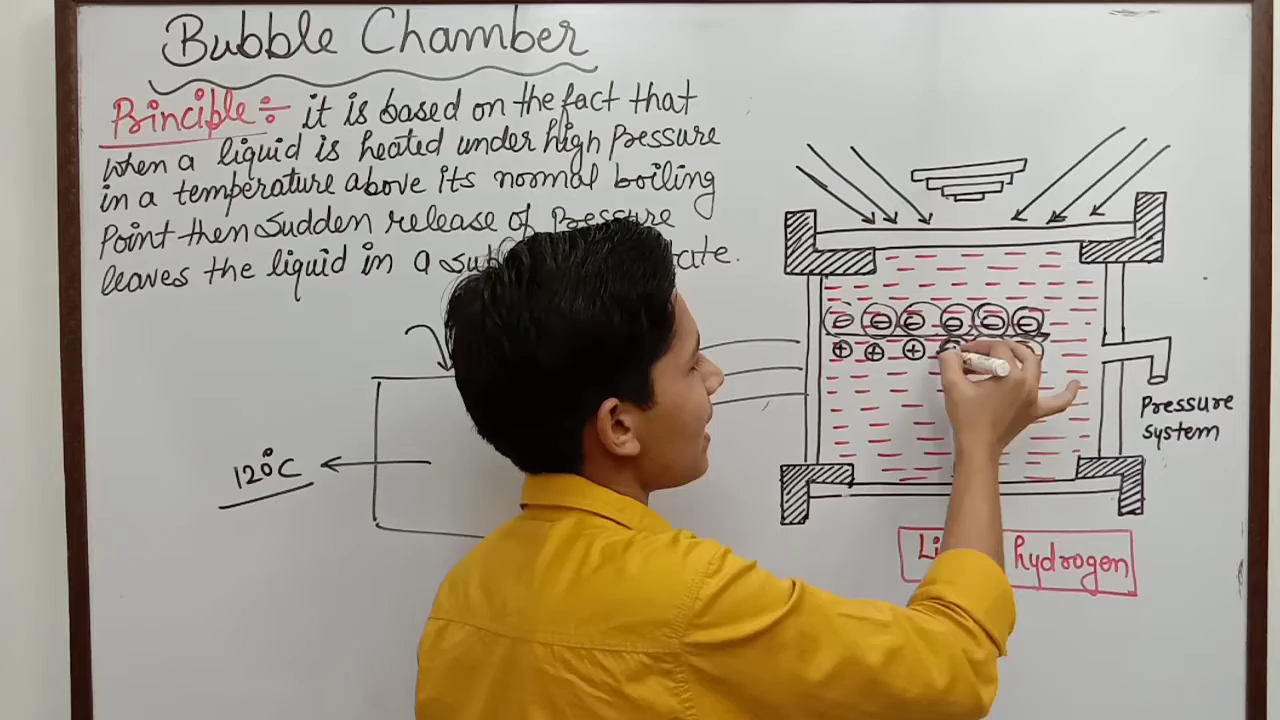 Bubble Chamber
Principle÷ it is based on the fact that
when a liquid is heated under high Pressure
in a temperature above its normal boiling
Point then sudden release of Pressure
leaves the liquid in a
120°C
Pressure
system
hydrogen